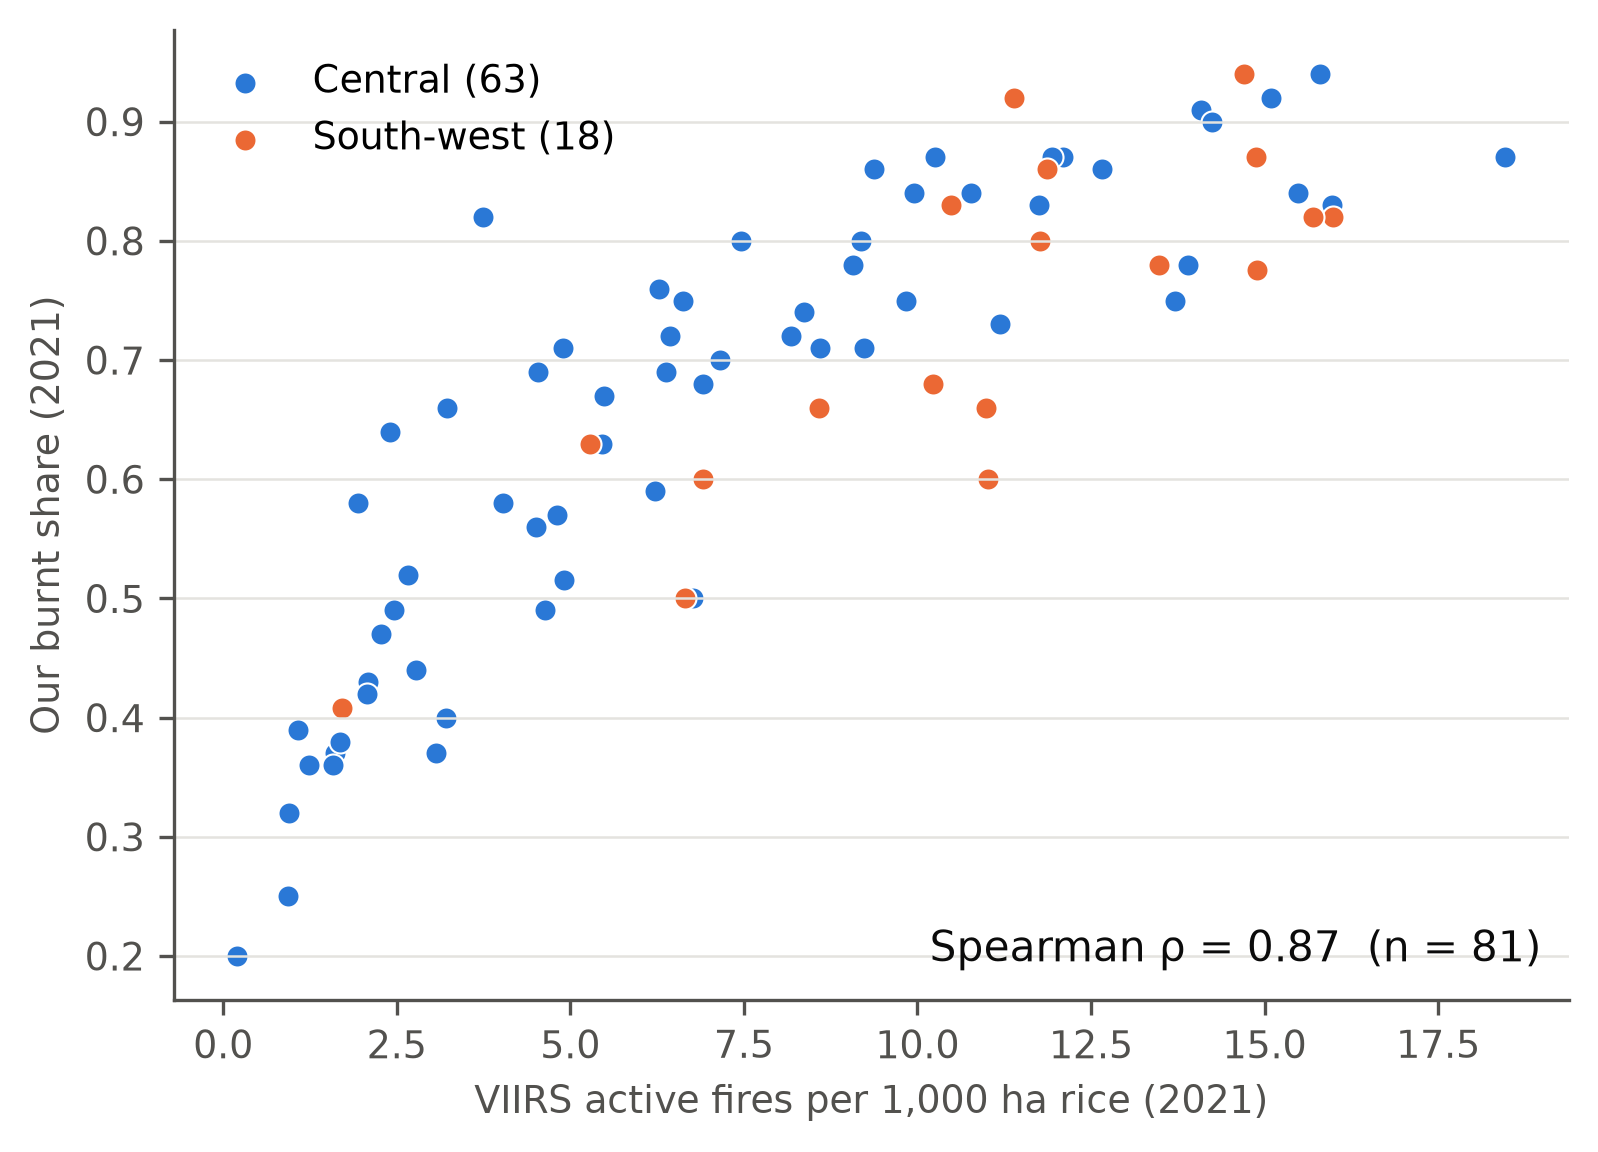 Central (63)
South-west (18)
0.9
0.8
0.7
0.6
0.5
0.4
0.3
0.2
Our burnt share (2021)
Spearman ρ = 0.87 (n = 81)
0.0 2.5 5.0 7.5 10.0 12.5 15.0 17.5
VIIRS active fires per 1,000 ha rice (2021)